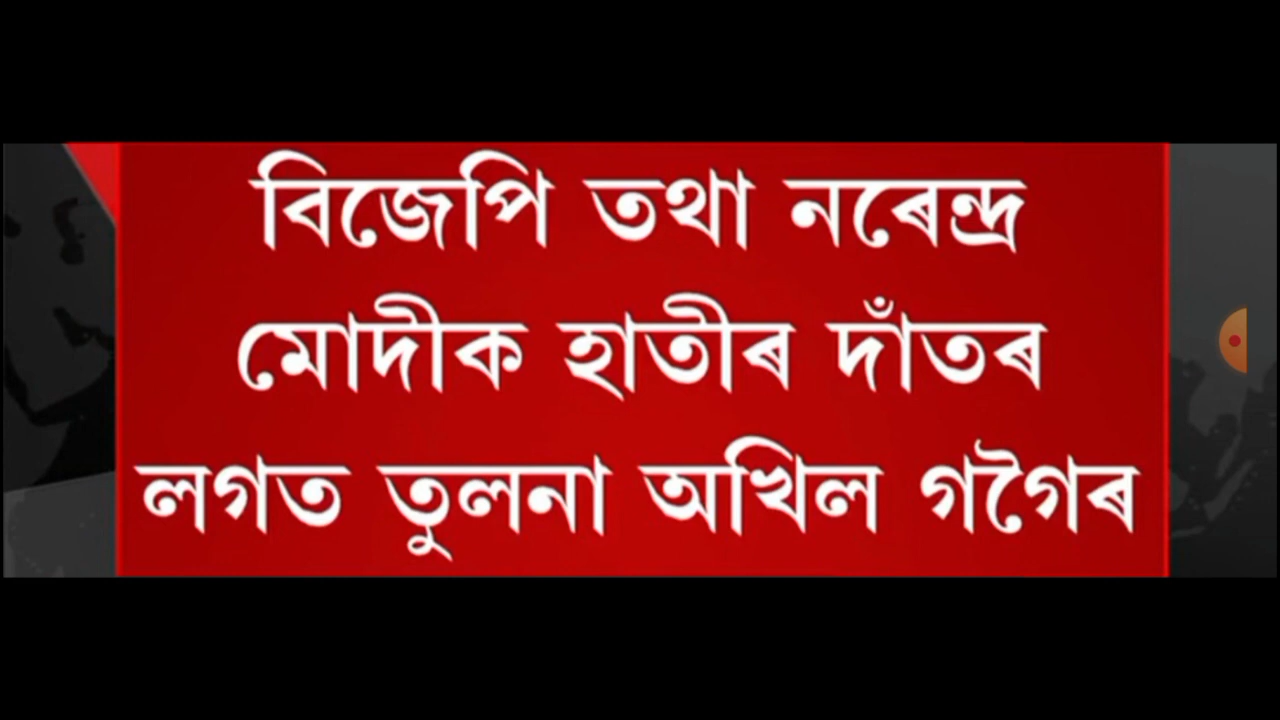 বিজেপি তথা নৰেন্দ্ৰ
মোদীক হাতীৰ দাঁতৰ
লগত তুলনা অখিল গগৈৰ